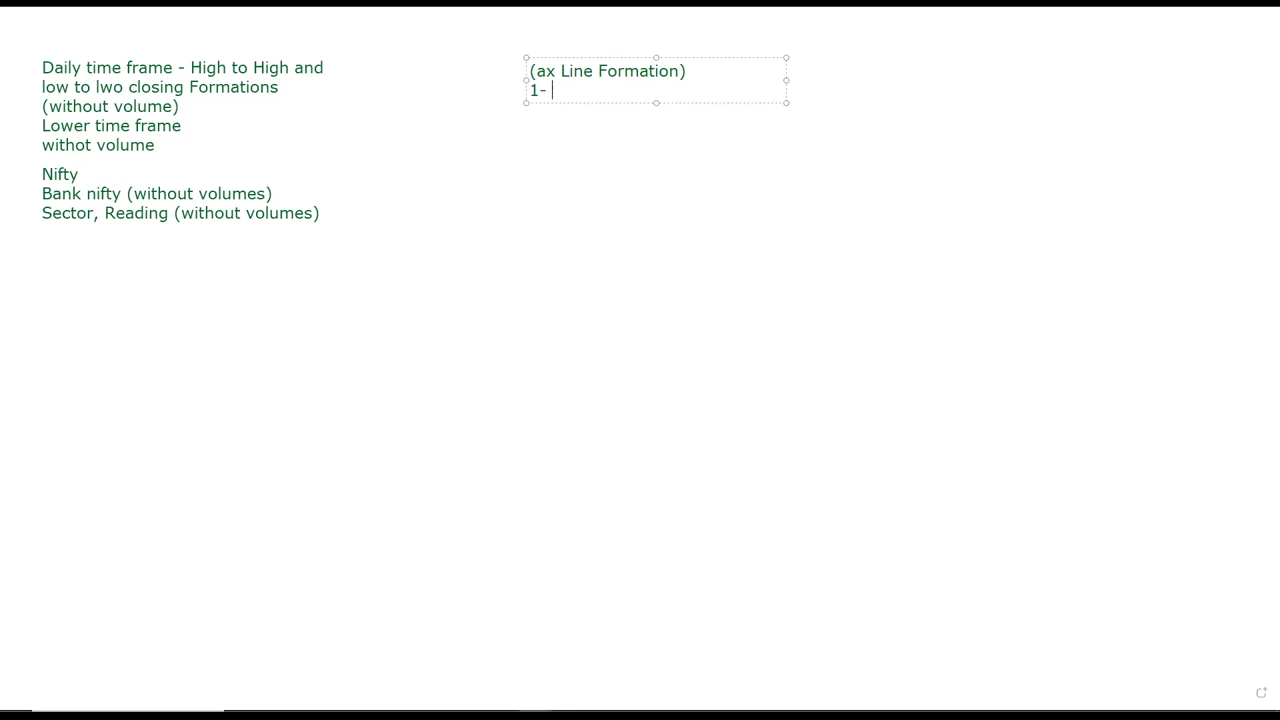 Daily time frame - High to High and
low to lwo closing Formations
(without volume)
Lower time frame
withot volume
Nifty
Bank nifty (without volumes)
Sector, Reading (without volumes)
(ax Line Formation)
1-